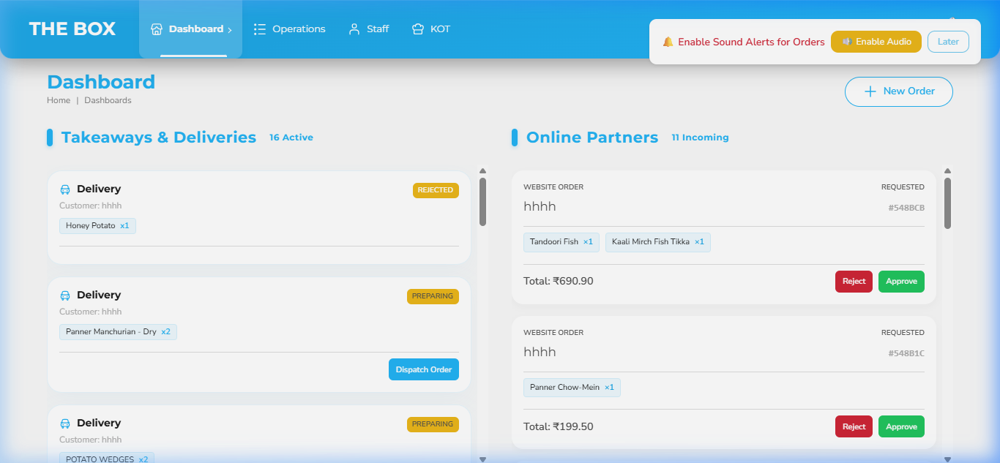 THE BOX
Dashboard
Operations
Staff
KOT
🔔 Enable Sound Alerts for Orders
🔊 Enable Audio
Later
Dashboard
Home | Dashboards
+ New Order
Takeaways & Deliveries 16 Active
Delivery
REJECTED
Customer: hhhh
Honey Potato x1
Delivery
PREPARING
Customer: hhhh
Panner Manchurian - Dry x2
Dispatch Order
Delivery
PREPARING
Customer: hhhh
POTATO WEDGES x2
Online Partners 11 Incoming
WEBSITE ORDER
REQUESTED
hhhh
#548BCB
Tandoori Fish ×1
Kaali Mirch Fish Tikka ×1
Total: ₹690.90
Reject
Approve
WEBSITE ORDER
REQUESTED
hhhh
#548B1C
Panner Chow-Mein ×1
Total: ₹199.50
Reject
Approve